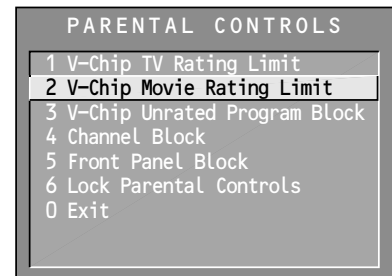 PARENTAL CONTROLS
1 V-Chip TV Rating Limit
2 V-Chip Movie Rating Limit
3 V-Chip Unrated Program Block
4 Channel Block
5 Front Panel Block
6 Lock Parental Controls
0 Exit